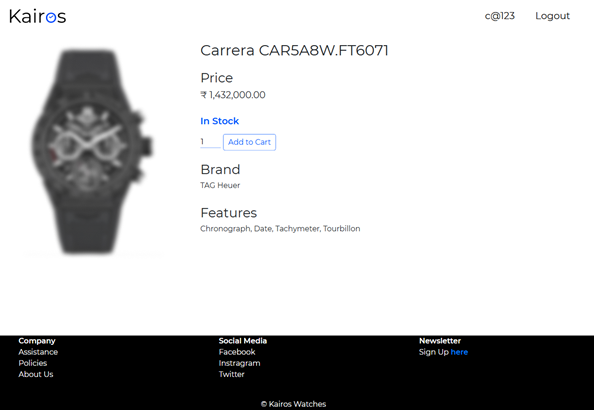 Kairos
c@123
Logout
Carrera CAR5A8W.FT6071
Price
₹ 1,432,000.00
In Stock
1
Add to Cart
Brand
TAG Heuer
Features
Chronograph, Date, Tachymeter, Tourbillon
Company
Assistance
Policies
About Us
Social Media
Facebook
Instragram
Twitter
Newsletter
Sign Up here
© Kairos Watches